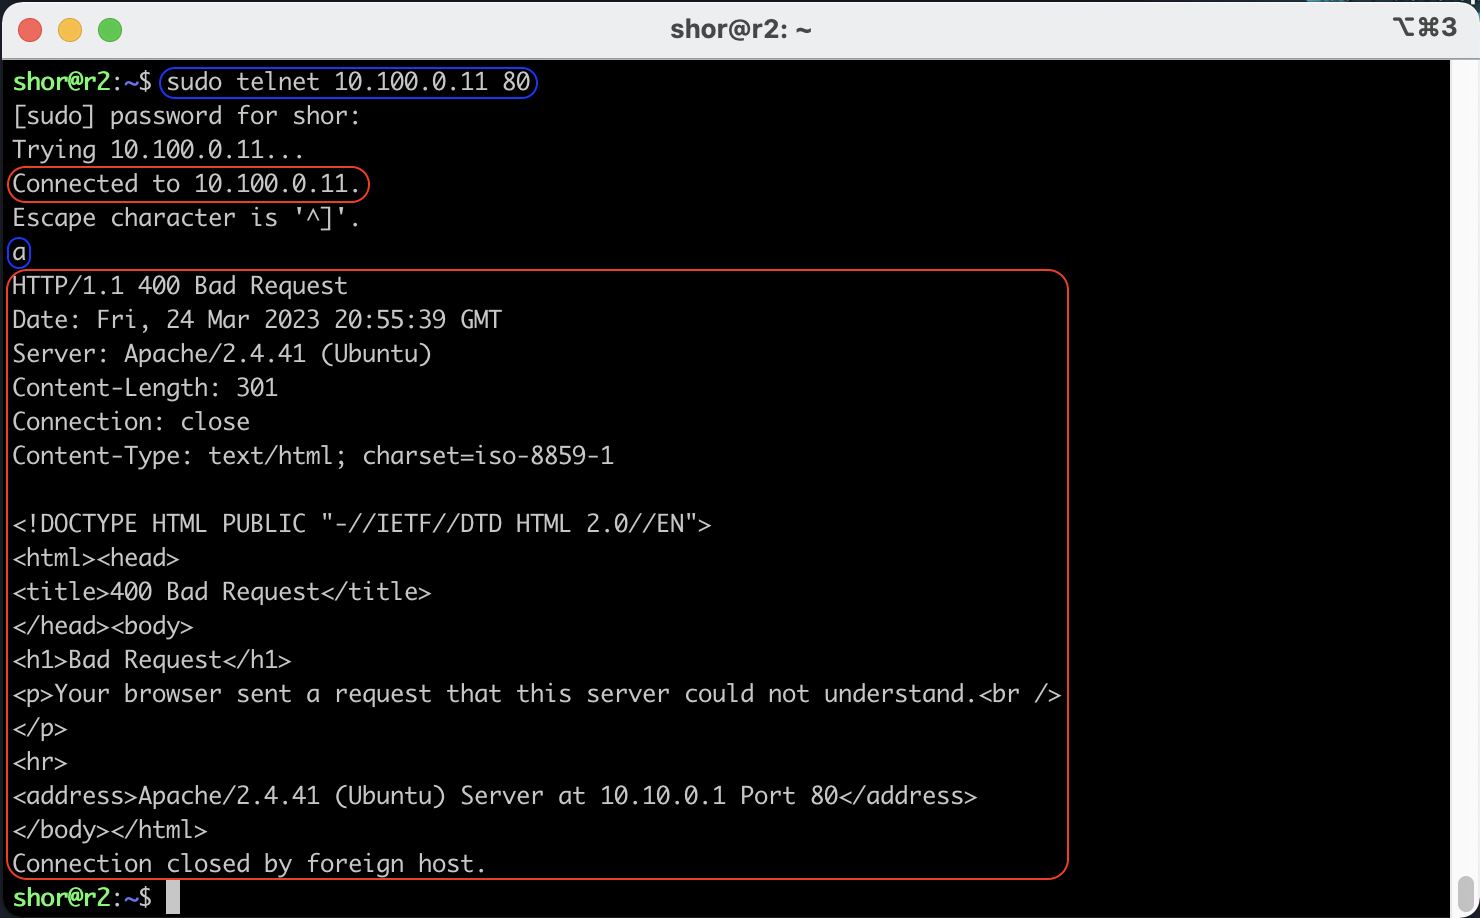 shor@r2: ~
⌥⌘3
shor@r2:~$ sudo telnet 10.100.0.11 80
[sudo] password for shor:
Trying 10.100.0.11...
Connected to 10.100.0.11.
Escape character is '^]'.
a
HTTP/1.1 400 Bad Request
Date: Fri, 24 Mar 2023 20:55:39 GMT
Server: Apache/2.4.41 (Ubuntu)
Content-Length: 301
Connection: close
Content-Type: text/html; charset=iso-8859-1

<!DOCTYPE HTML PUBLIC "-//IETF//DTD HTML 2.0//EN">
<html><head>
<title>400 Bad Request</title>
</head><body>
<h1>Bad Request</h1>
<p>Your browser sent a request that this server could not understand.<br />
</p>
<hr>
<address>Apache/2.4.41 (Ubuntu) Server at 10.10.0.1 Port 80</address>
</body></html>
Connection closed by foreign host.
shor@r2:~$